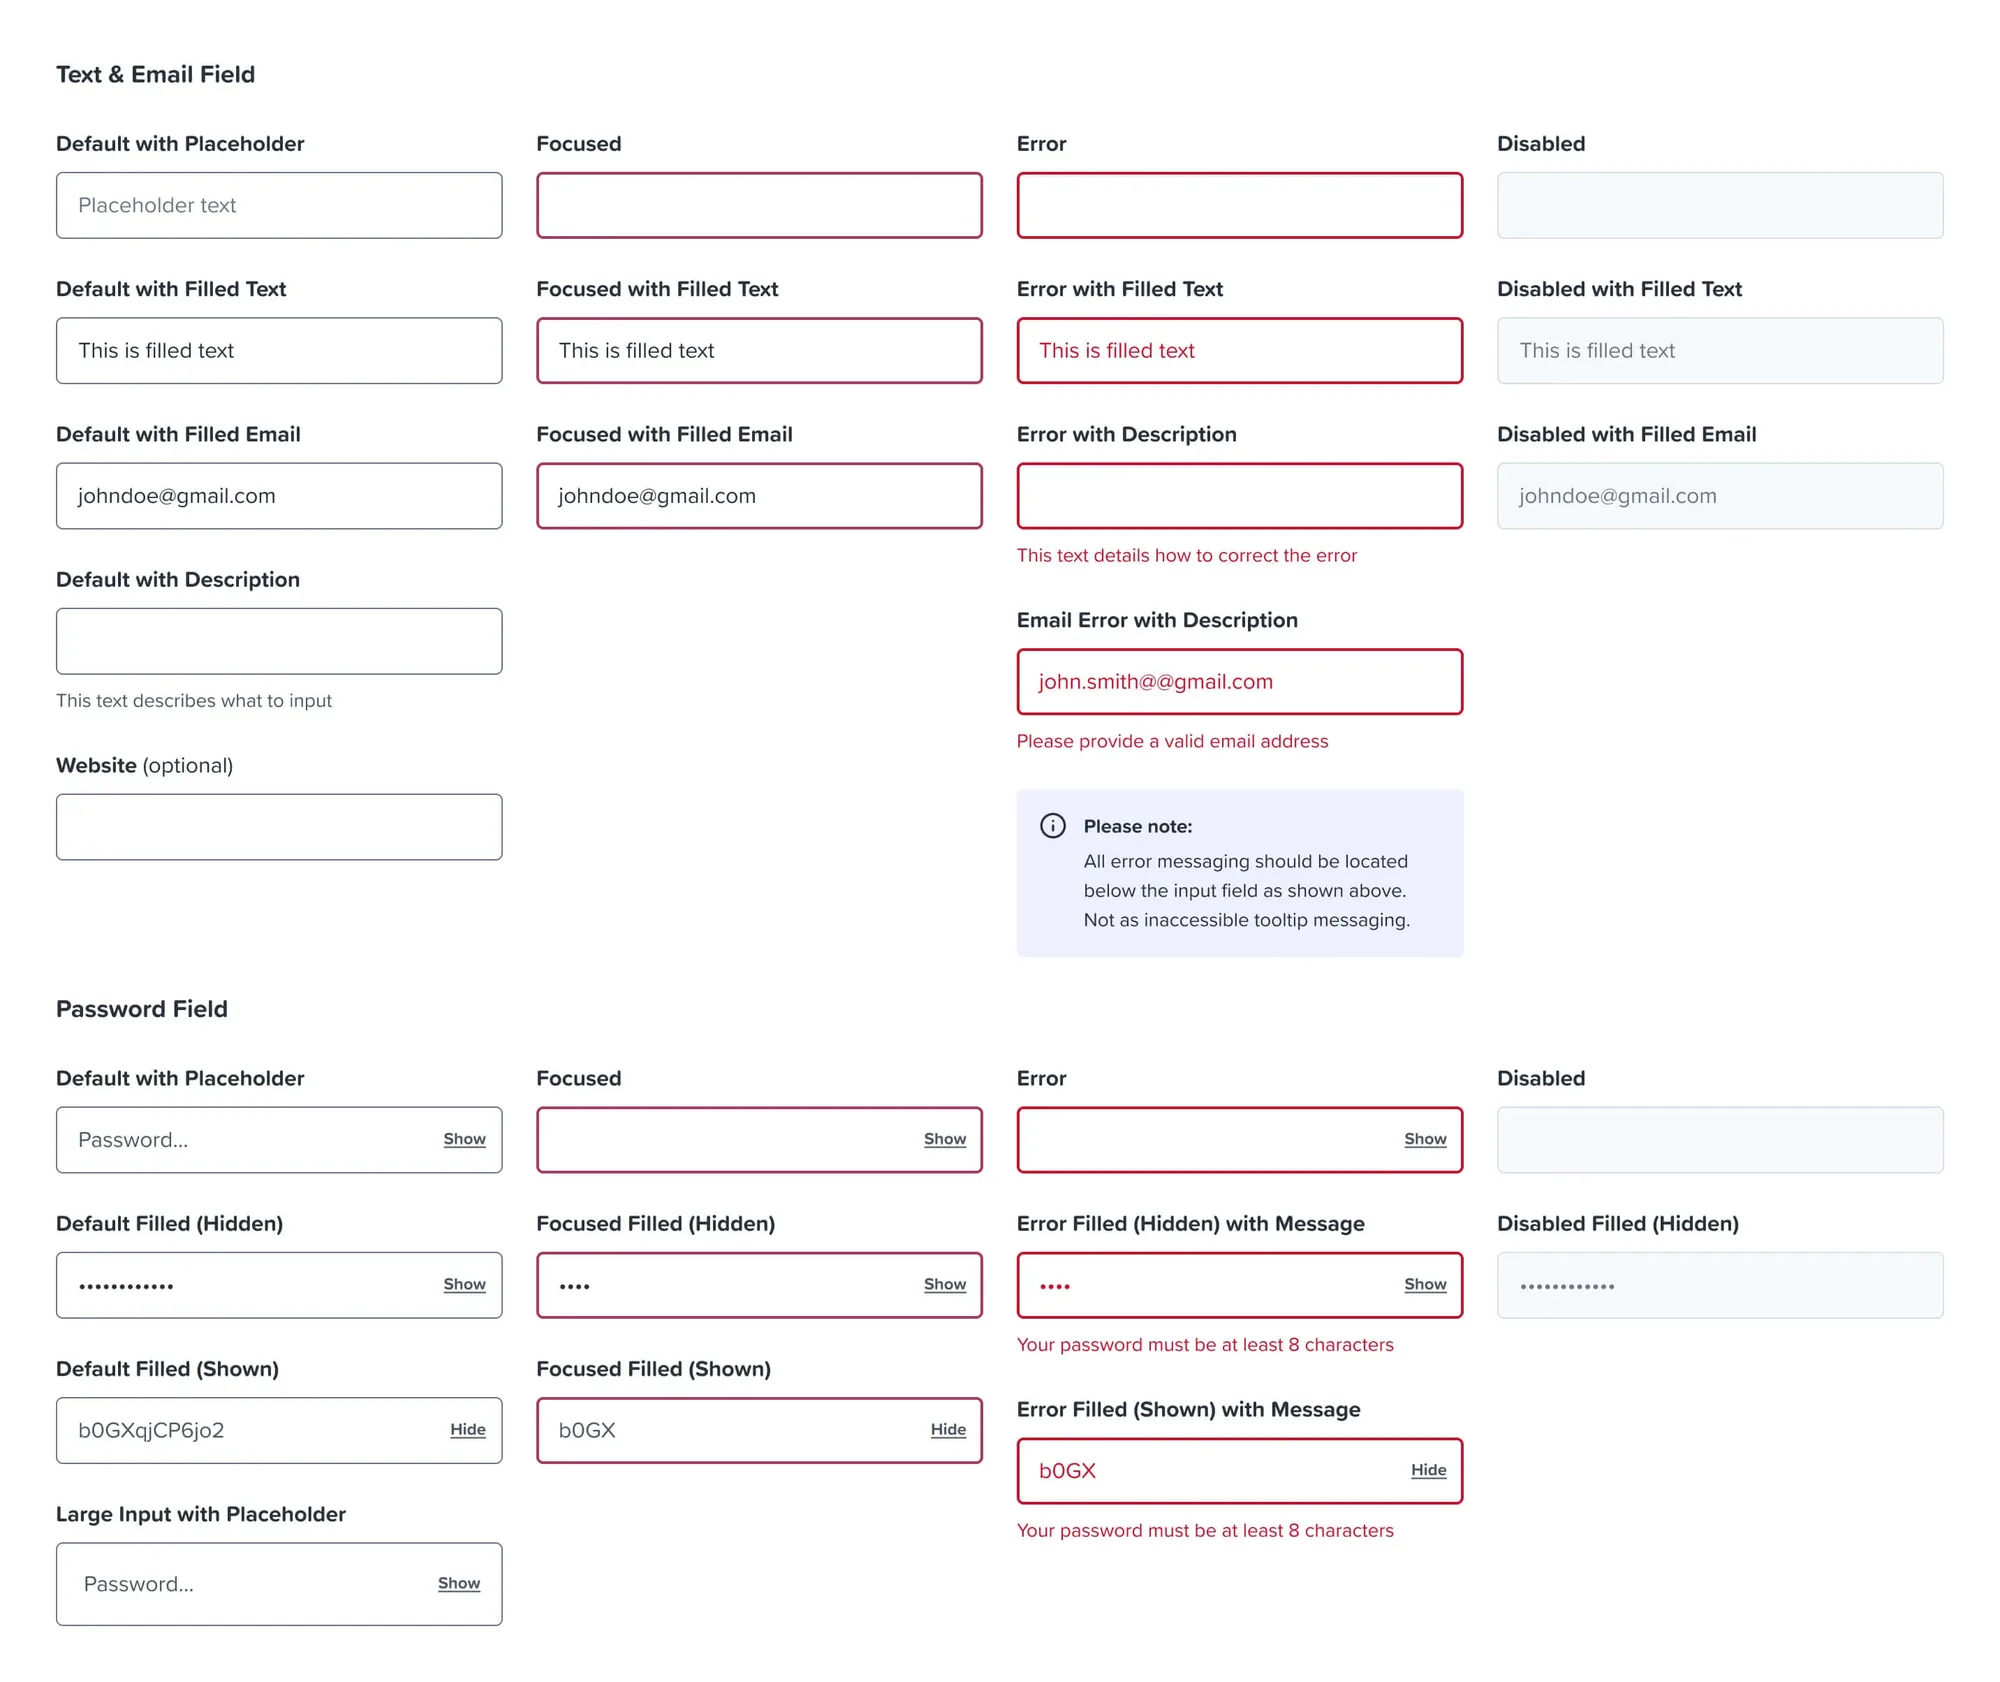 Text & Email Field
Default with Placeholder
Focused
Error
Disabled
Placeholder text
Default with Filled Text
Focused with Filled Text
Error with Filled Text
Disabled with Filled Text
This is filled text
This is filled text
This is filled text
This is filled text
Default with Filled Email
Focused with Filled Email
Error with Description
Disabled with Filled Email
johndoe@gmail.com
johndoe@gmail.com
johndoe@gmail.com
This text details how to correct the error
Default with Description
Email Error with Description
john.smith@@gmail.com
This text describes what to input
Please provide a valid email address
Website (optional)
Please note:
All error messaging should be located
below the input field as shown above.
Not as inaccessible tooltip messaging.
Password Field
Default with Placeholder
Focused
Error
Disabled
Password...
Show
Show
Show
Default Filled (Hidden)
Focused Filled (Hidden)
Error Filled (Hidden) with Message
Disabled Filled (Hidden)
••••••••••••
Show
••••
Show
••••
Show
••••••••••••
Your password must be at least 8 characters
Default Filled (Shown)
Focused Filled (Shown)
Error Filled (Shown) with Message
b0GXqjCP6jo2
Hide
b0GX
Hide
b0GX
Hide
Your password must be at least 8 characters
Large Input with Placeholder
Password...
Show